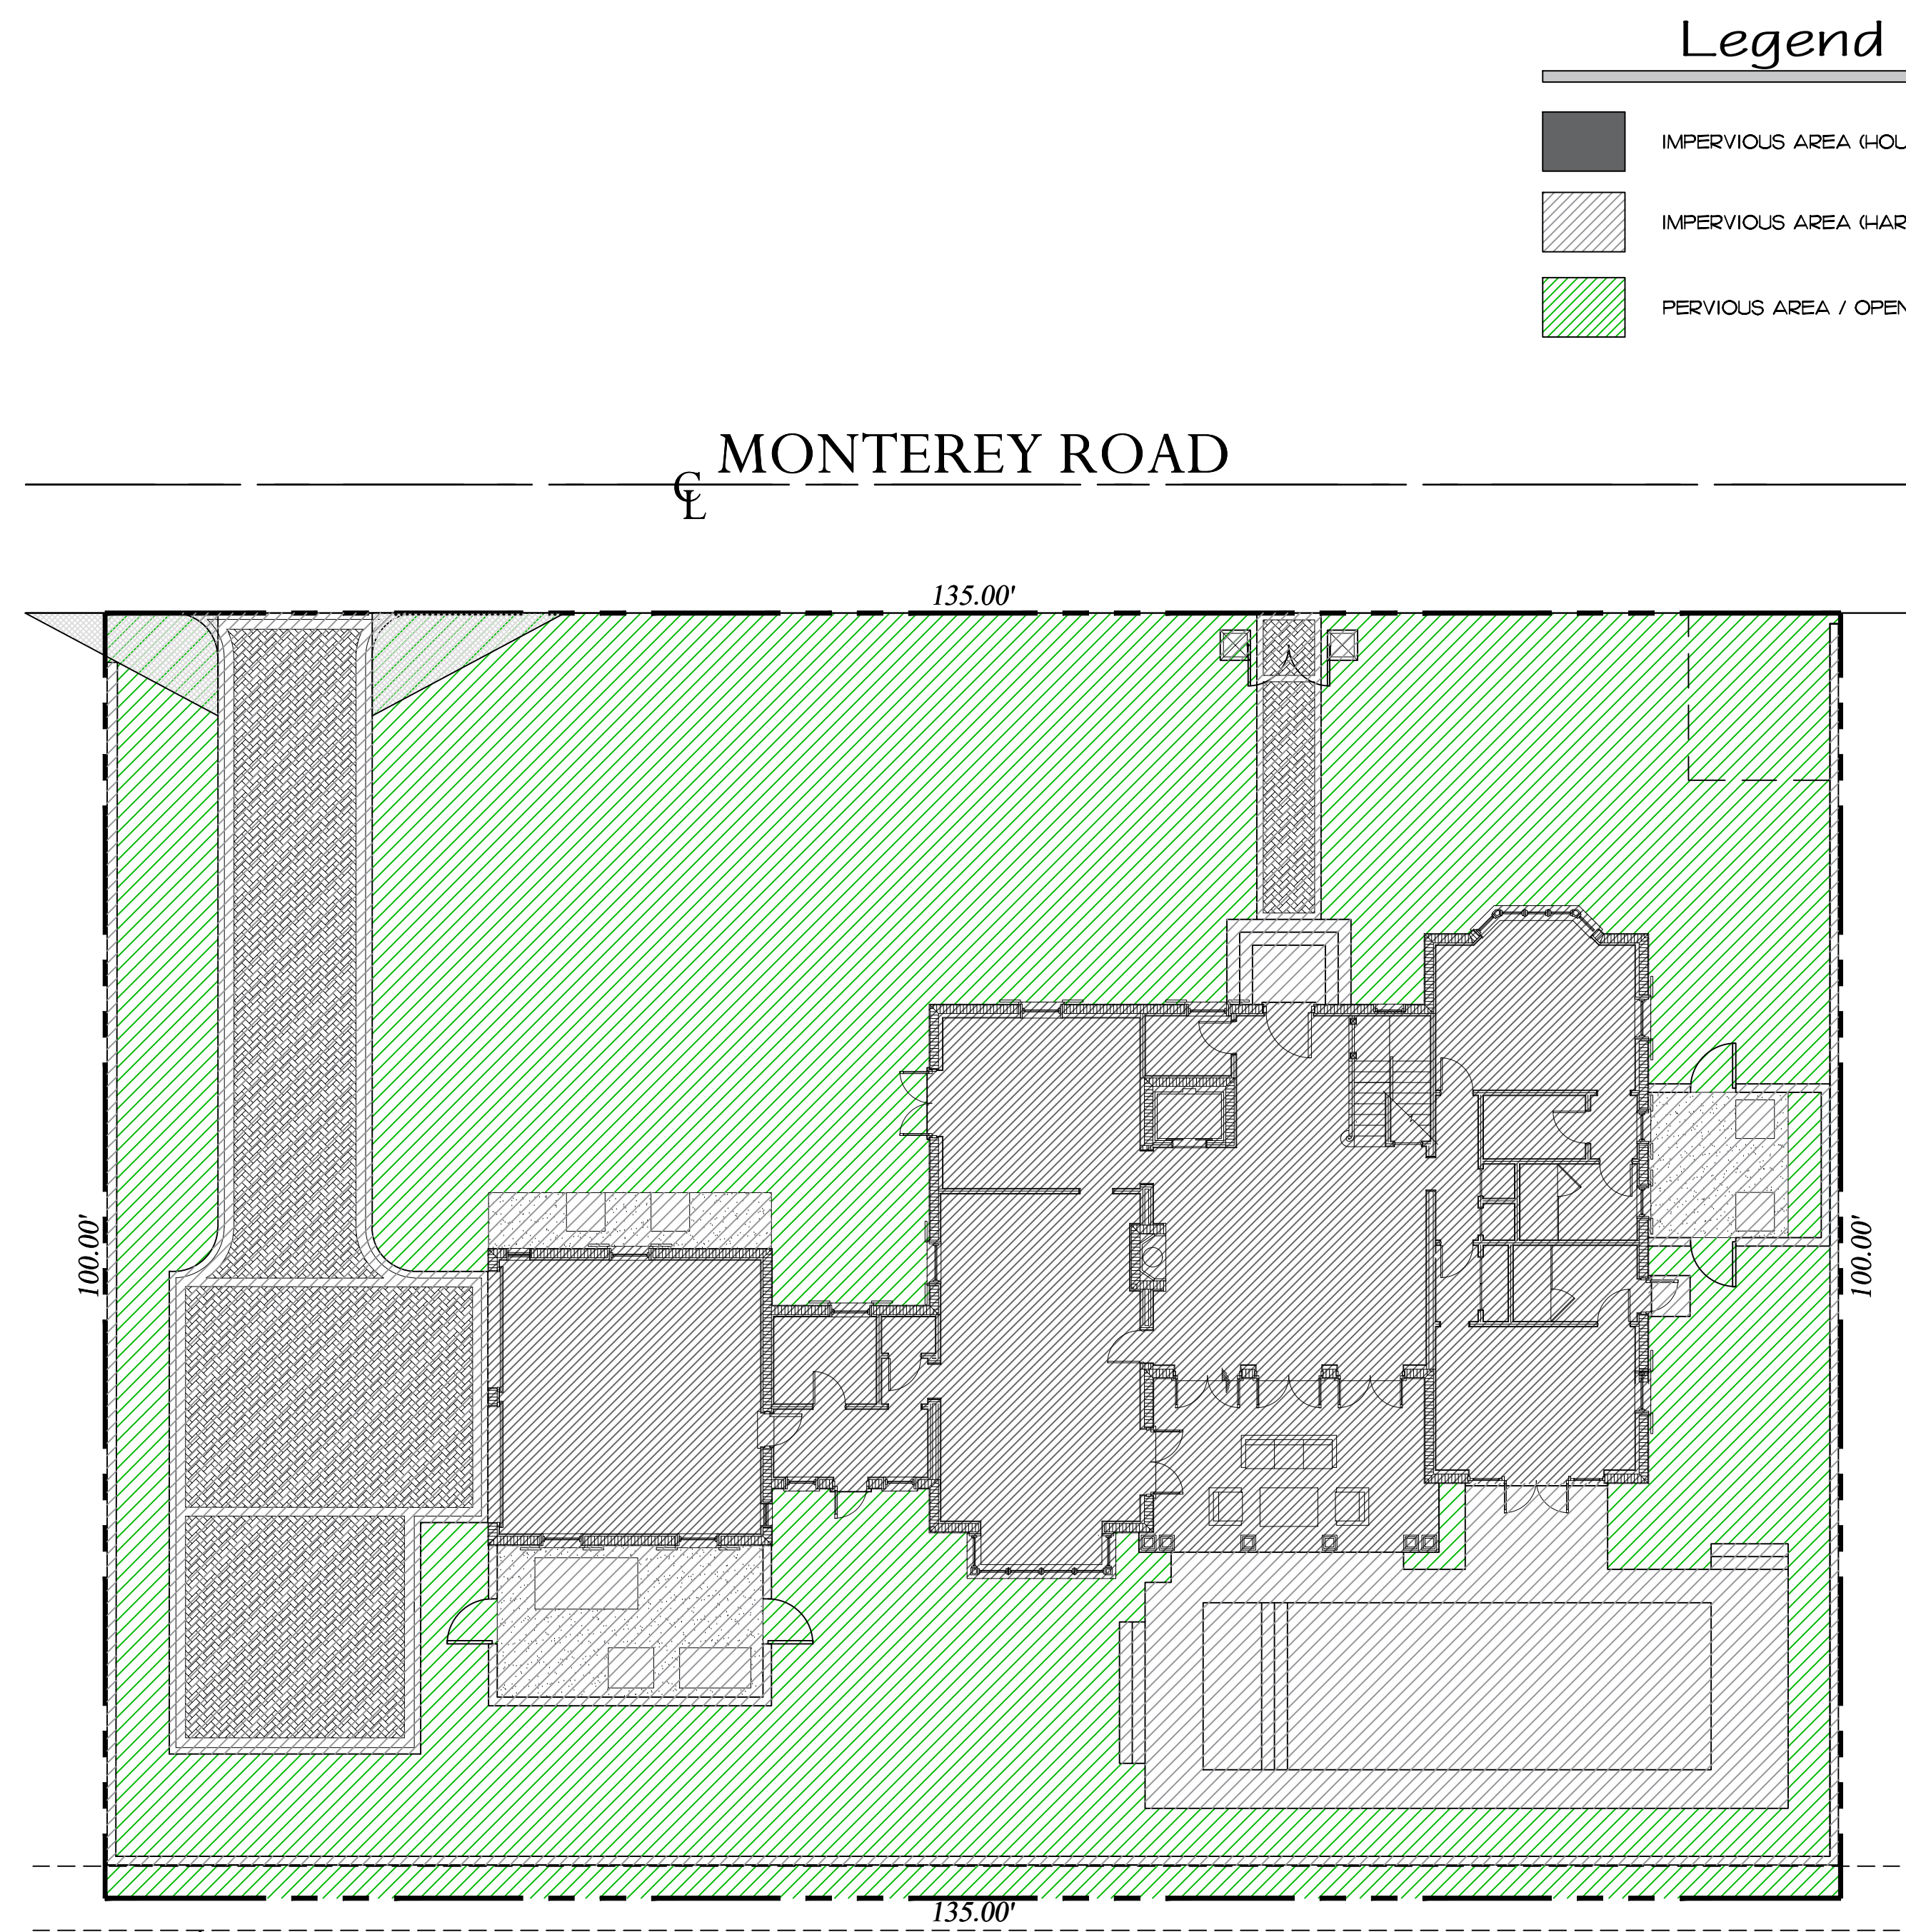 Legend
IMPERVIOUS AREA (HOU
IMPERVIOUS AREA (HAR
PERVIOUS AREA / OPEN
MONTEREY ROAD
℄
135.00'
100.00'
100.00'
135.00'